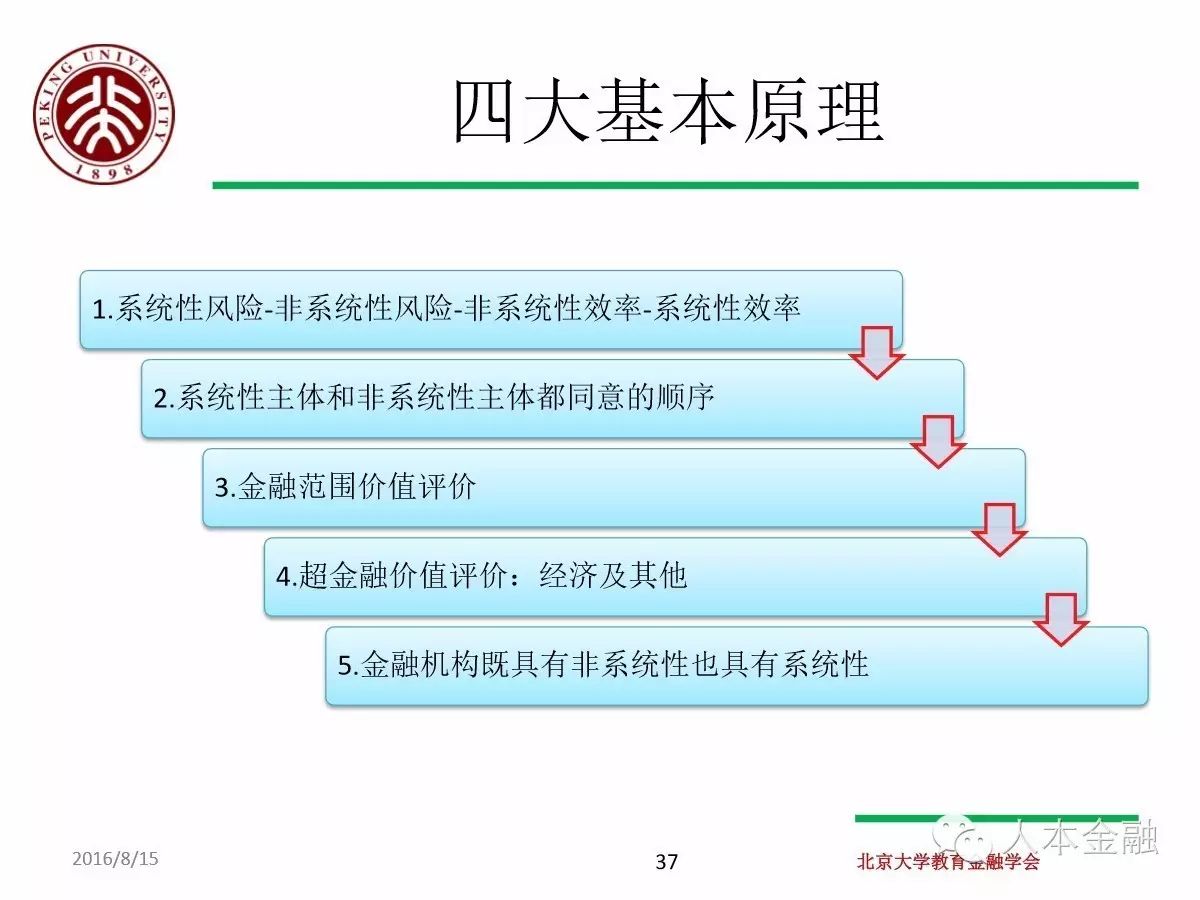 PEKING UNIVERSITY
1898
四大基本原理
1.系统性风险-非系统性风险-非系统性效率-系统性效率
2.系统性主体和非系统性主体都同意的顺序
3.金融范围价值评价
4.超金融价值评价：经济及其他
5.金融机构既具有非系统性也具有系统性
2016/8/15
37
北京大学教育金融学会
人本金融